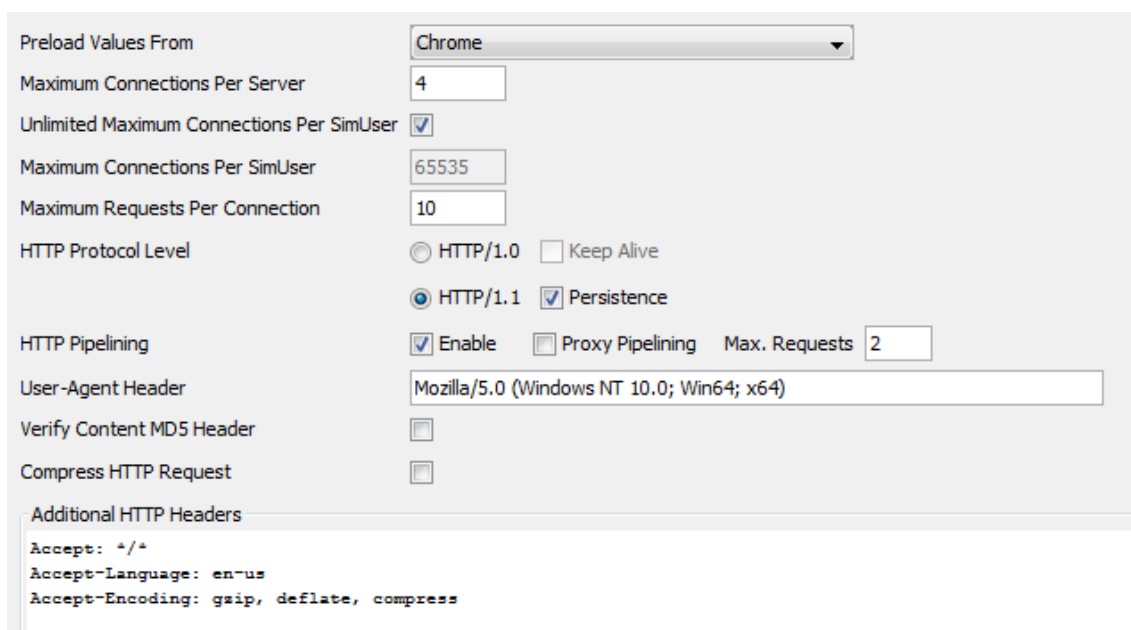 Preload Values From Chrome
Maximum Connections Per Server 4
Unlimited Maximum Connections Per SimUser
Maximum Connections Per SimUser 65535
Maximum Requests Per Connection 10
HTTP Protocol Level HTTP/1.0 Keep Alive
HTTP/1.1 Persistence
HTTP Pipelining Enable Proxy Pipelining Max. Requests 2
User-Agent Header Mozilla/5.0 (Windows NT 10.0; Win64; x64)
Verify Content MD5 Header
Compress HTTP Request
Additional HTTP Headers
Accept: */*
Accept-Language: en-us
Accept-Encoding: gzip, deflate, compress